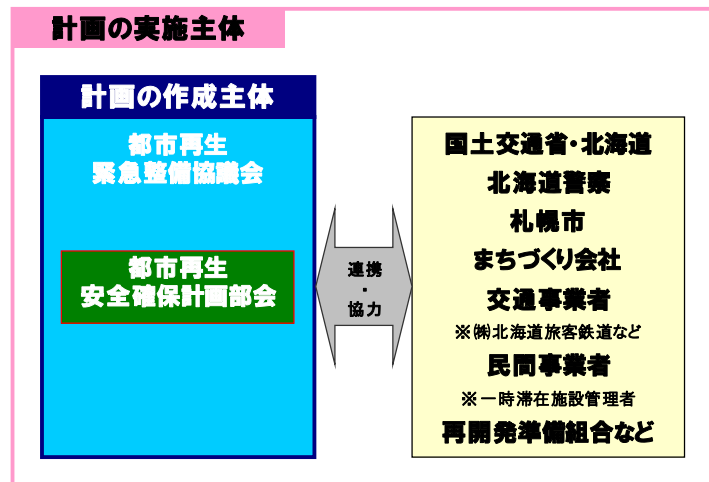 計画の実施主体
計画の作成主体
都市再生
緊急整備協議会
都市再生
安全確保計画部会
連携
・
協力
国土交通省・北海道
北海道警察
札幌市
まちづくり会社
交通事業者
※㈱北海道旅客鉄道など
民間事業者
※一時滞在施設管理者
再開発準備組合など